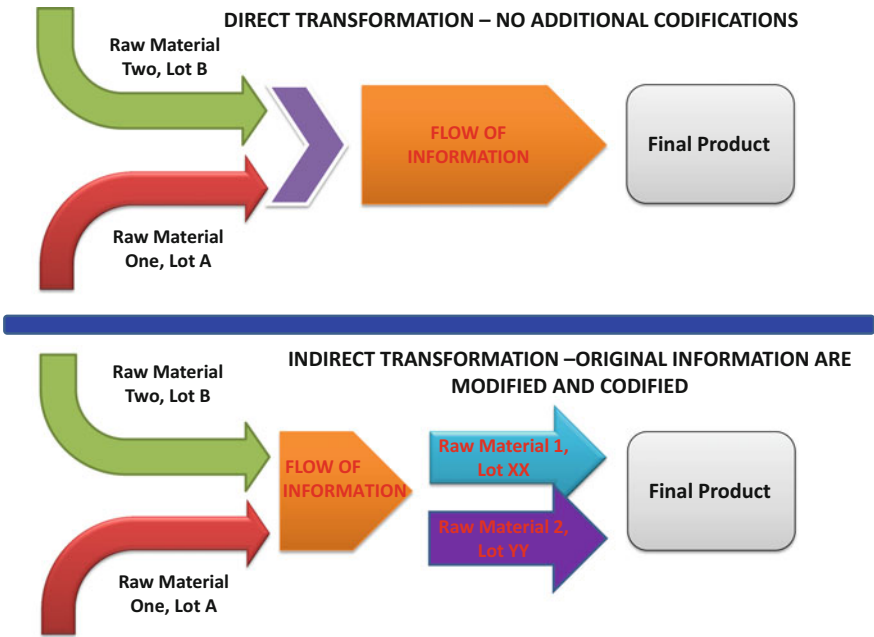 DIRECT TRANSFORMATION – NO ADDITIONAL CODIFICATIONS
Raw Material
Two, Lot B
FLOW OF
INFORMATION
Final Product
Raw Material
One, Lot A
INDIRECT TRANSFORMATION –ORIGINAL INFORMATION ARE
MODIFIED AND CODIFIED
Raw Material
Two, Lot B
FLOW OF
INFORMATION
Raw Material 1,
Lot XX
Raw Material 2,
Lot YY
Final Product
Raw Material
One, Lot A